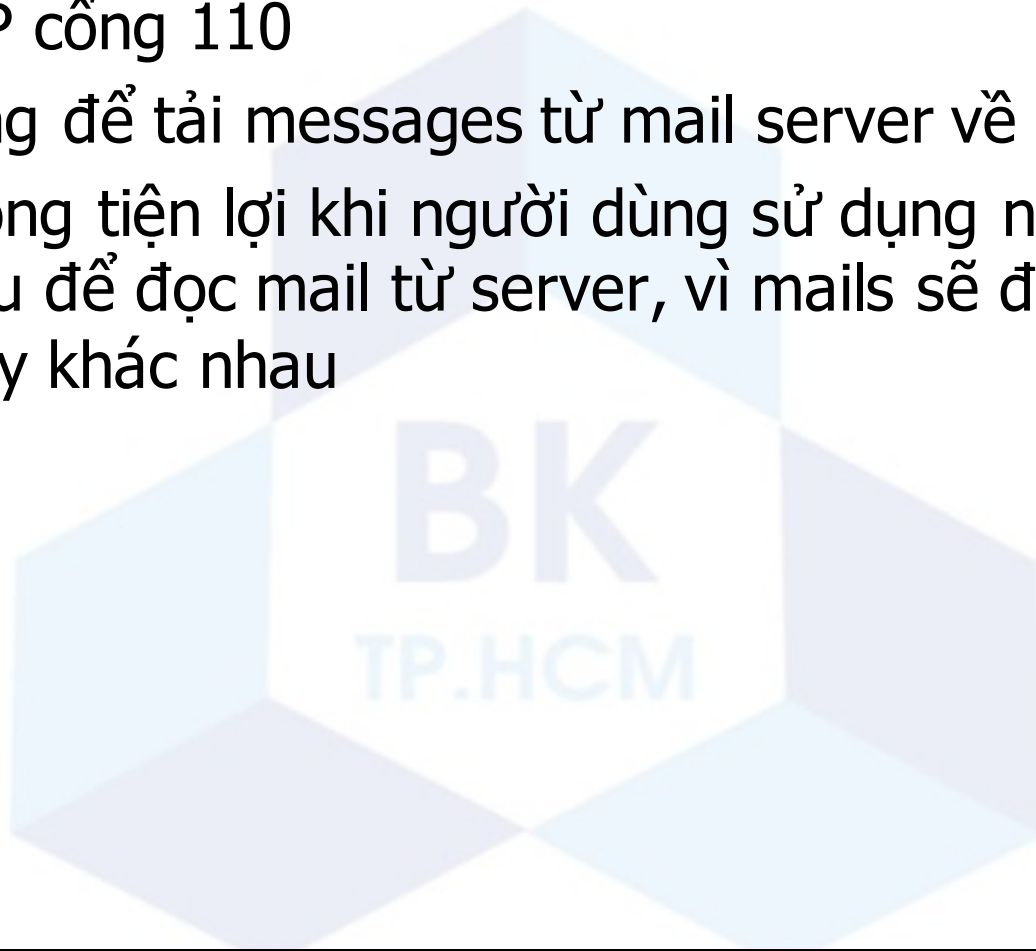 P cổng 110
ng để tải messages từ mail server về
ông tiện lợi khi người dùng sử dụng n
u để đọc mail từ server, vì mails sẽ đ
y khác nhau
BK
TP.HCM